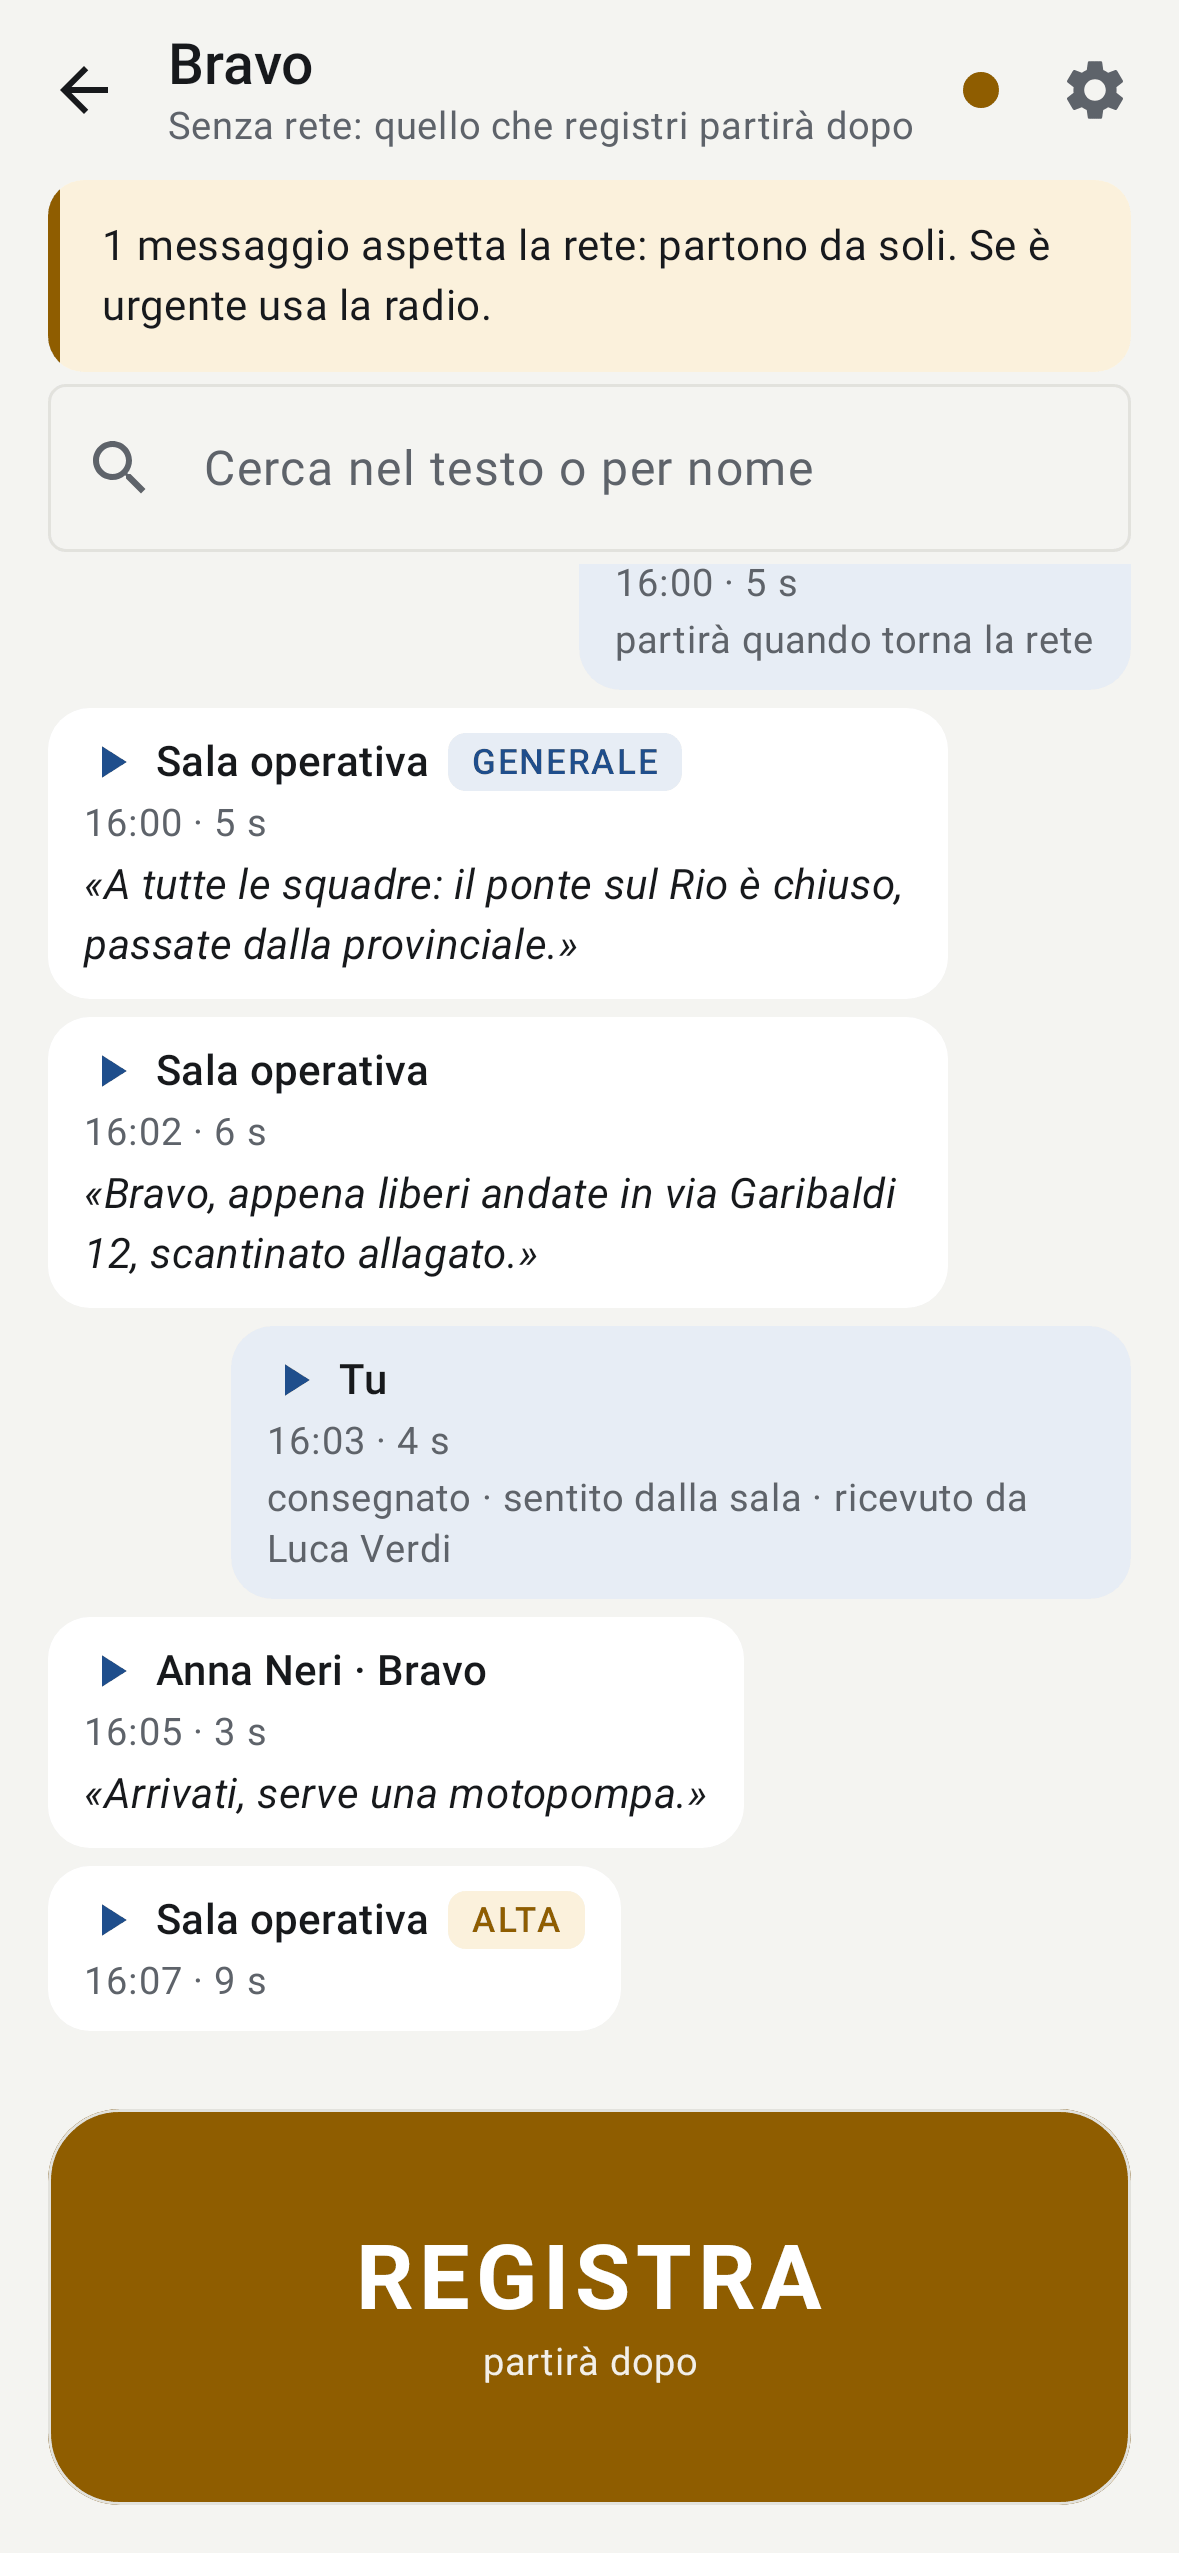 Bravo
Senza rete: quello che registri partirà dopo
1 messaggio aspetta la rete: partono da soli. Se è
urgente usa la radio.
Cerca nel testo o per nome
16:00 · 5 s
partirà quando torna la rete
Sala operativa GENERALE
16:00 · 5 s
«A tutte le squadre: il ponte sul Rio è chiuso,
passate dalla provinciale.»
Sala operativa
16:02 · 6 s
«Bravo, appena liberi andate in via Garibaldi
12, scantinato allagato.»
Tu
16:03 · 4 s
consegnato · sentito dalla sala · ricevuto da
Luca Verdi
Anna Neri · Bravo
16:05 · 3 s
«Arrivati, serve una motopompa.»
Sala operativa ALTA
16:07 · 9 s
REGISTRA
partirà dopo